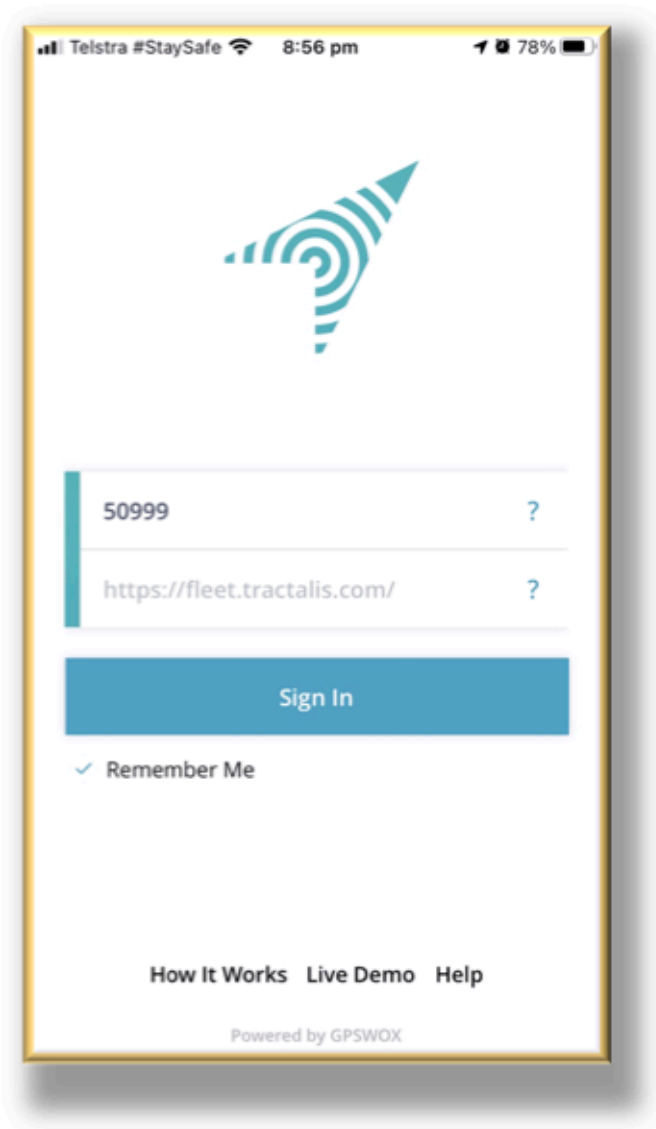 Telstra #StaySafe 8:56 pm 78%
50999 ?
https://fleet.tractalis.com/ ?
Sign In
Remember Me
How It Works Live Demo Help
Powered by GPSWOX